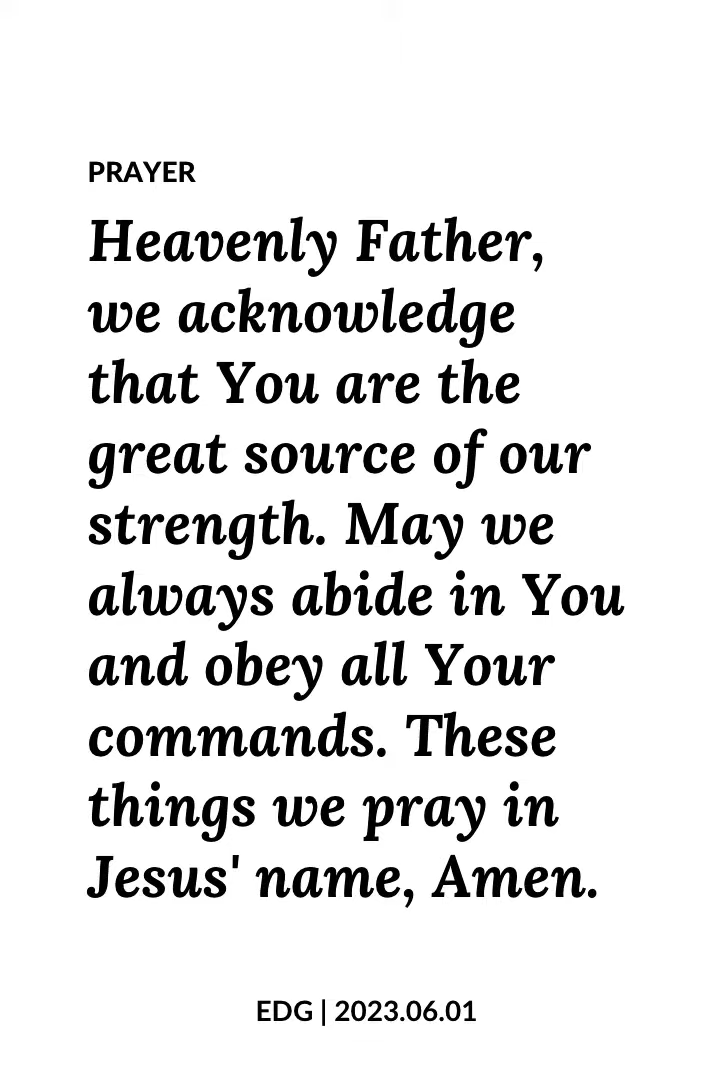 PRAYER
Heavenly Father,
we acknowledge
that You are the
great source of our
strength. May we
always abide in You
and obey all Your
commands. These
things we pray in
Jesus' name, Amen.
EDG | 2023.06.01